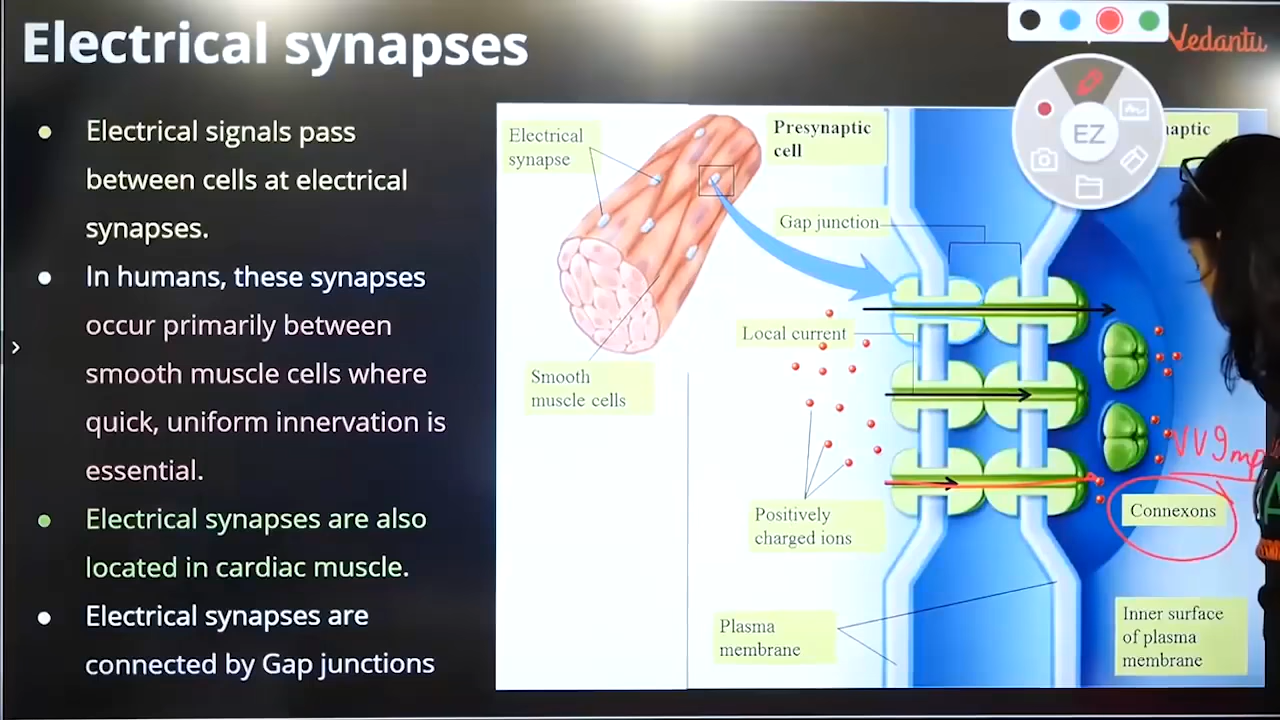 Electrical synapses
Vedantu
EZ
Electrical signals pass
between cells at electrical
synapses.
In humans, these synapses
occur primarily between
smooth muscle cells where
quick, uniform innervation is
essential.
Electrical synapses are also
located in cardiac muscle.
Electrical synapses are
connected by Gap junctions
Electrical
synapse
Smooth
muscle cells
Presynaptic
cell
Gap junction
Local current
Positively
charged ions
Plasma
membrane
VV Imp
Connexons
Inner surface
of plasma
membrane